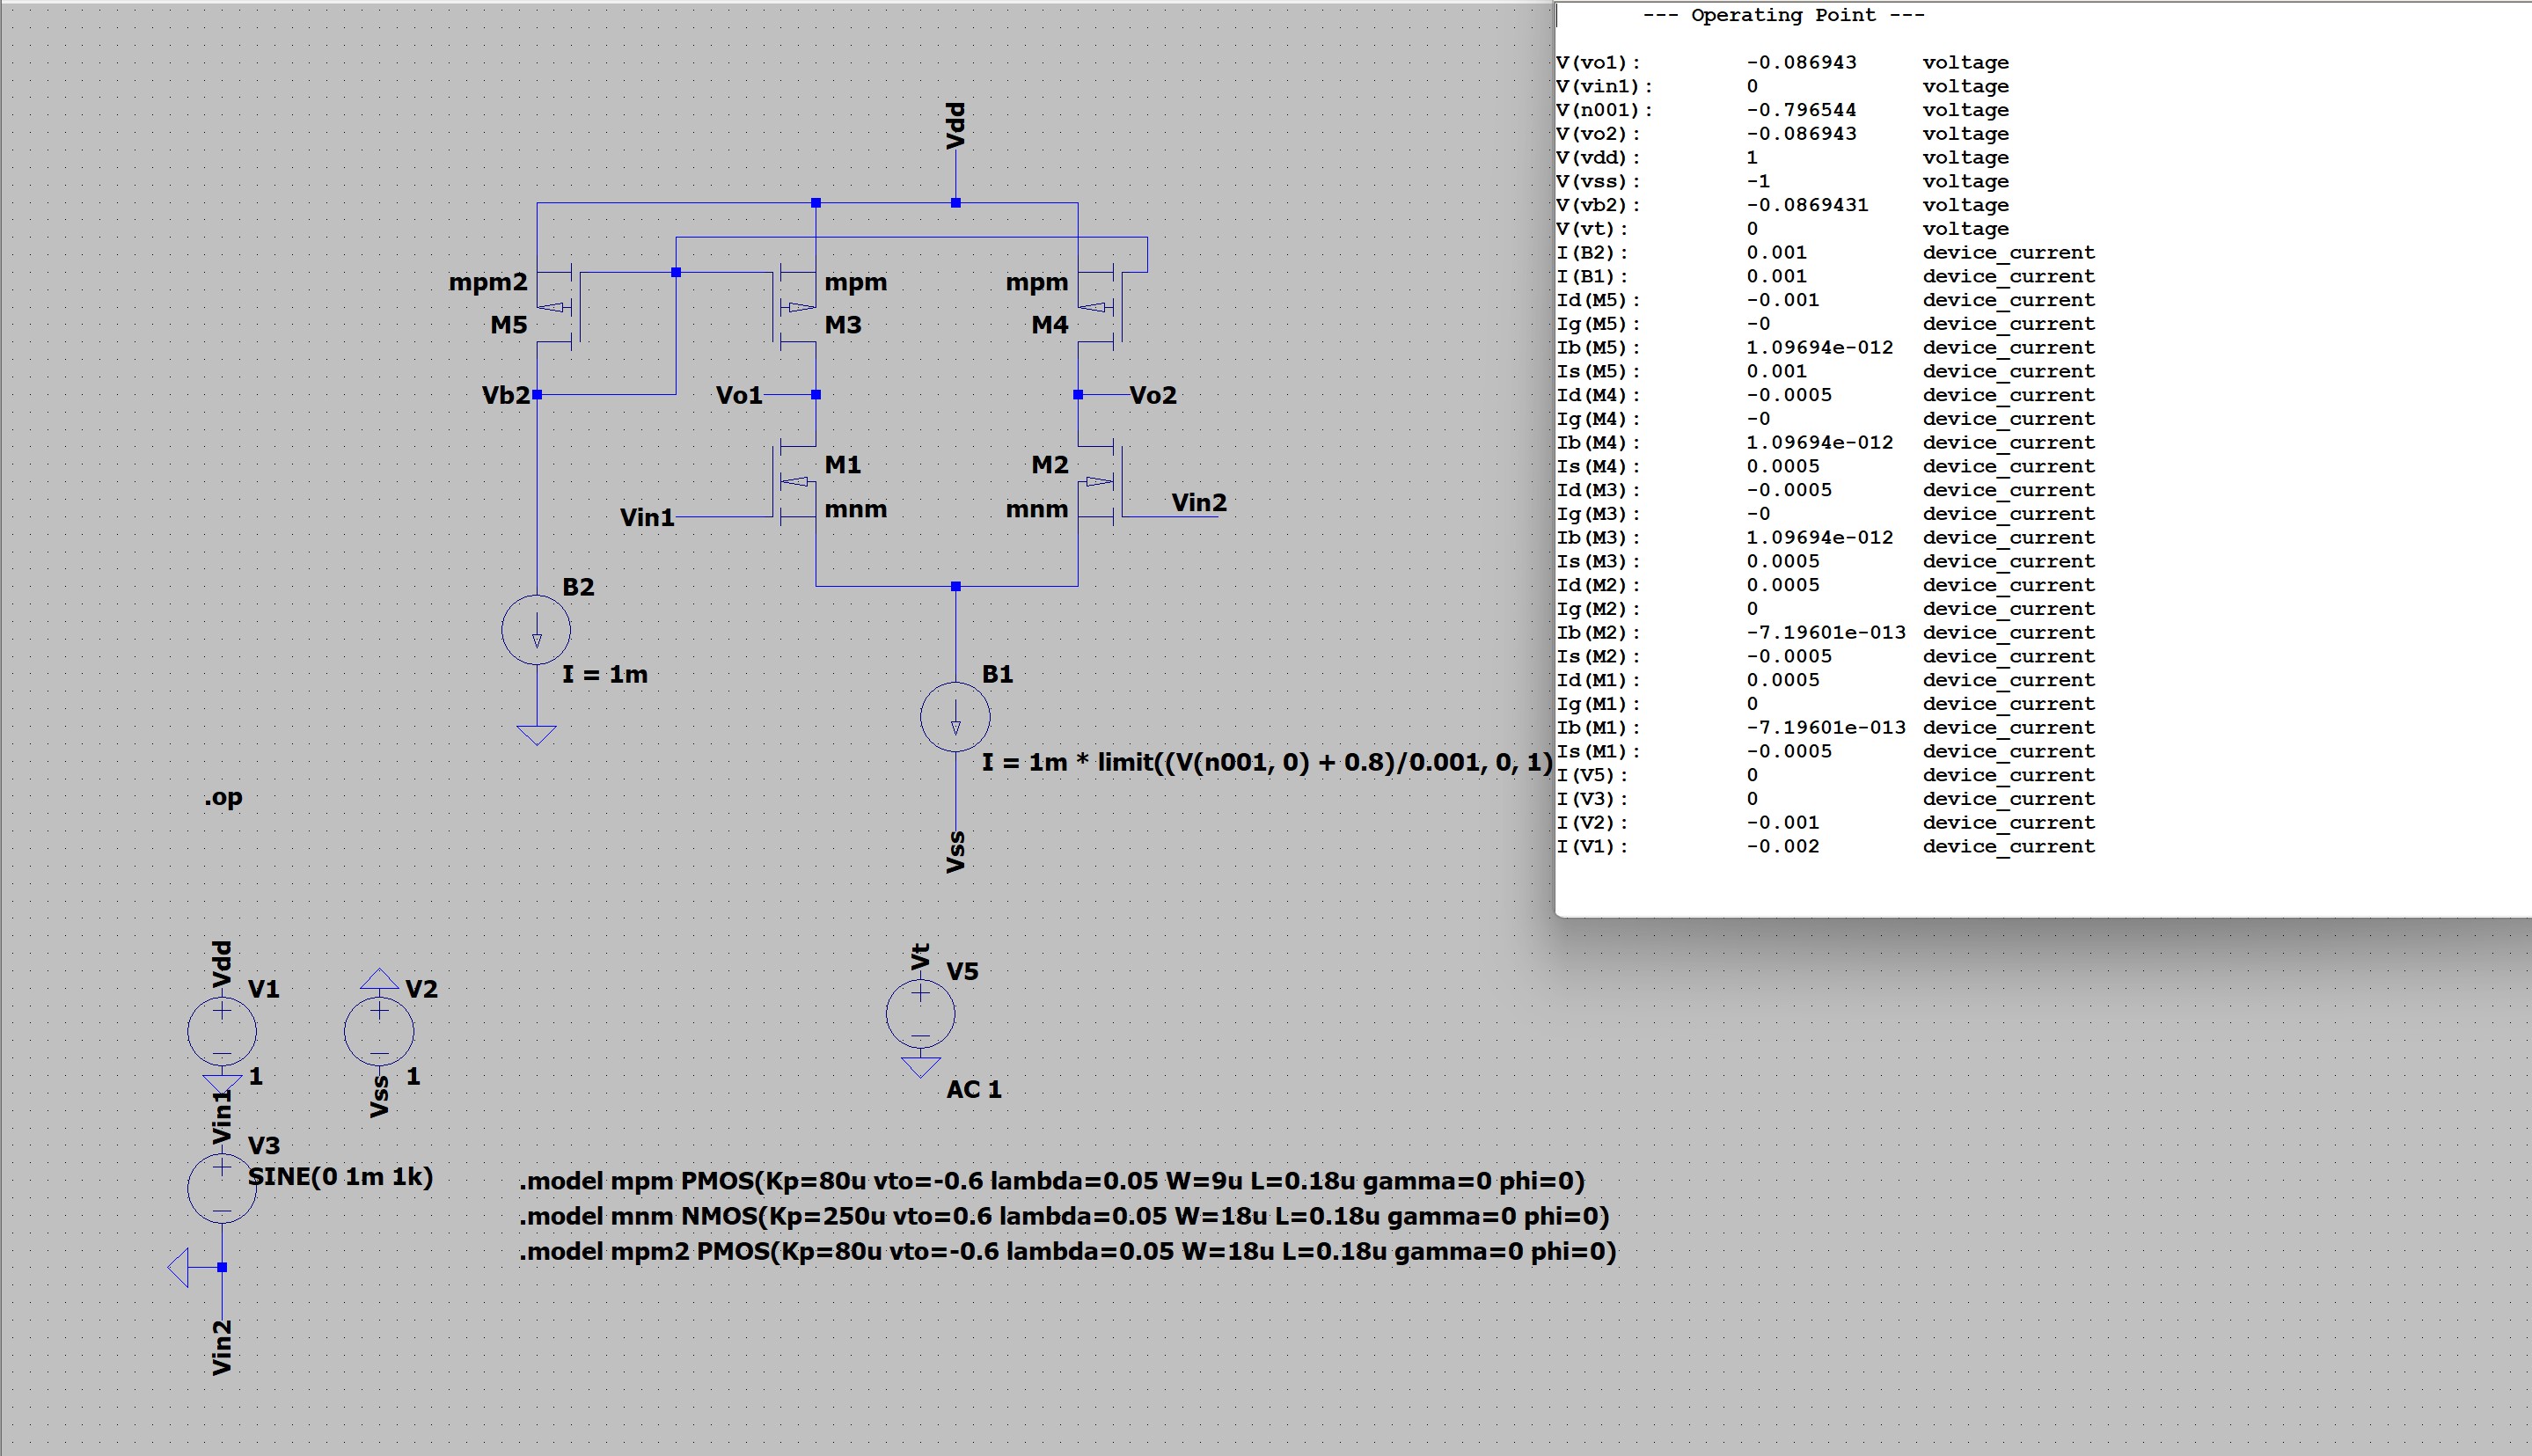 --- Operating Point ---
V(vo1): -0.086943 voltage
V(vin1): 0 voltage
V(n001): -0.796544 voltage
V(vo2): -0.086943 voltage
V(vdd): 1 voltage
V(vss): -1 voltage
V(vb2): -0.0869431 voltage
V(vt): 0 voltage
I(B2): 0.001 device_current
I(B1): 0.001 device_current
Id(M5): -0.001 device_current
Ig(M5): -0 device_current
Ib(M5): 1.09694e-012 device_current
Is(M5): 0.001 device_current
Id(M4): -0.0005 device_current
Ig(M4): -0 device_current
Ib(M4): 1.09694e-012 device_current
Is(M4): 0.0005 device_current
Id(M3): -0.0005 device_current
Ig(M3): -0 device_current
Ib(M3): 1.09694e-012 device_current
Is(M3): 0.0005 device_current
Id(M2): 0.0005 device_current
Ig(M2): 0 device_current
Ib(M2): -7.19601e-013 device_current
Is(M2): -0.0005 device_current
Id(M1): 0.0005 device_current
Ig(M1): 0 device_current
Ib(M1): -7.19601e-013 device_current
Is(M1): -0.0005 device_current
I(V5): 0 device_current
I(V3): 0 device_current
I(V2): -0.001 device_current
I(V1): -0.002 device_current
Vdd
mpm2
mpm
mpm
M5
M3
M4
Vb2
Vo1
Vo2
M1
M2
mnm
mnm
Vin1
Vin2
B2
I = 1m
B1
I = 1m * limit((V(n001, 0) + 0.8)/0.001, 0, 1)
.op
Vss
Vdd
V1
1
V2
Vss
1
Vt
V5
AC 1
Vin1
V3
SINE(0 1m 1k)
Vin2
.model mpm PMOS(Kp=80u vto=-0.6 lambda=0.05 W=9u L=0.18u gamma=0 phi=0)
.model mnm NMOS(Kp=250u vto=0.6 lambda=0.05 W=18u L=0.18u gamma=0 phi=0)
.model mpm2 PMOS(Kp=80u vto=-0.6 lambda=0.05 W=18u L=0.18u gamma=0 phi=0)